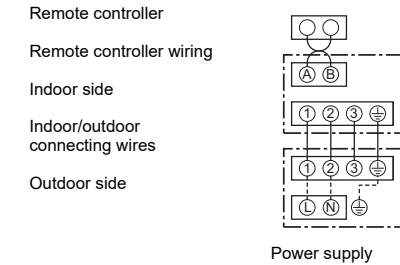 Remote controller
Remote controller wiring
A B
Indoor side
1 2 3
Indoor/outdoor
connecting wires
1 2 3
Outdoor side
L N
Power supply